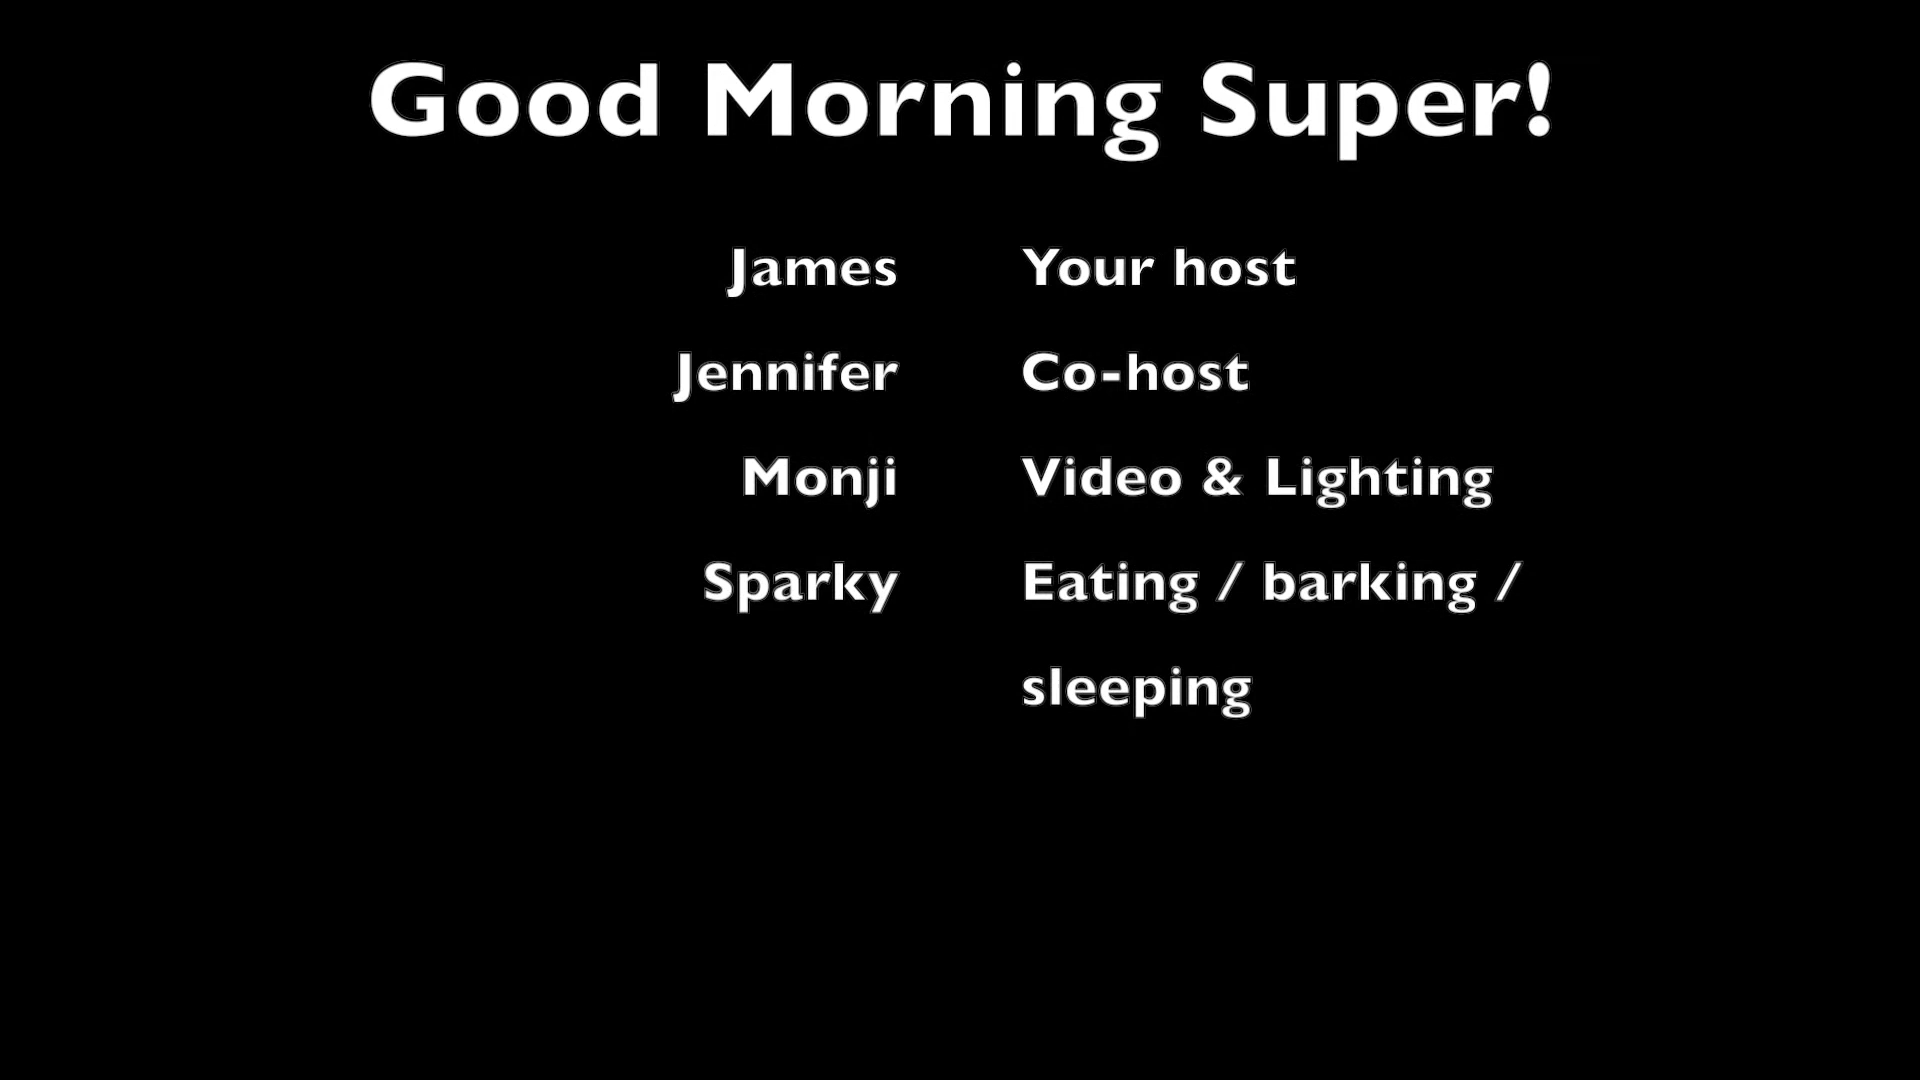 Good Morning Super!
James Your host
Jennifer Co-host
Monji Video & Lighting
Sparky Eating / barking /
sleeping